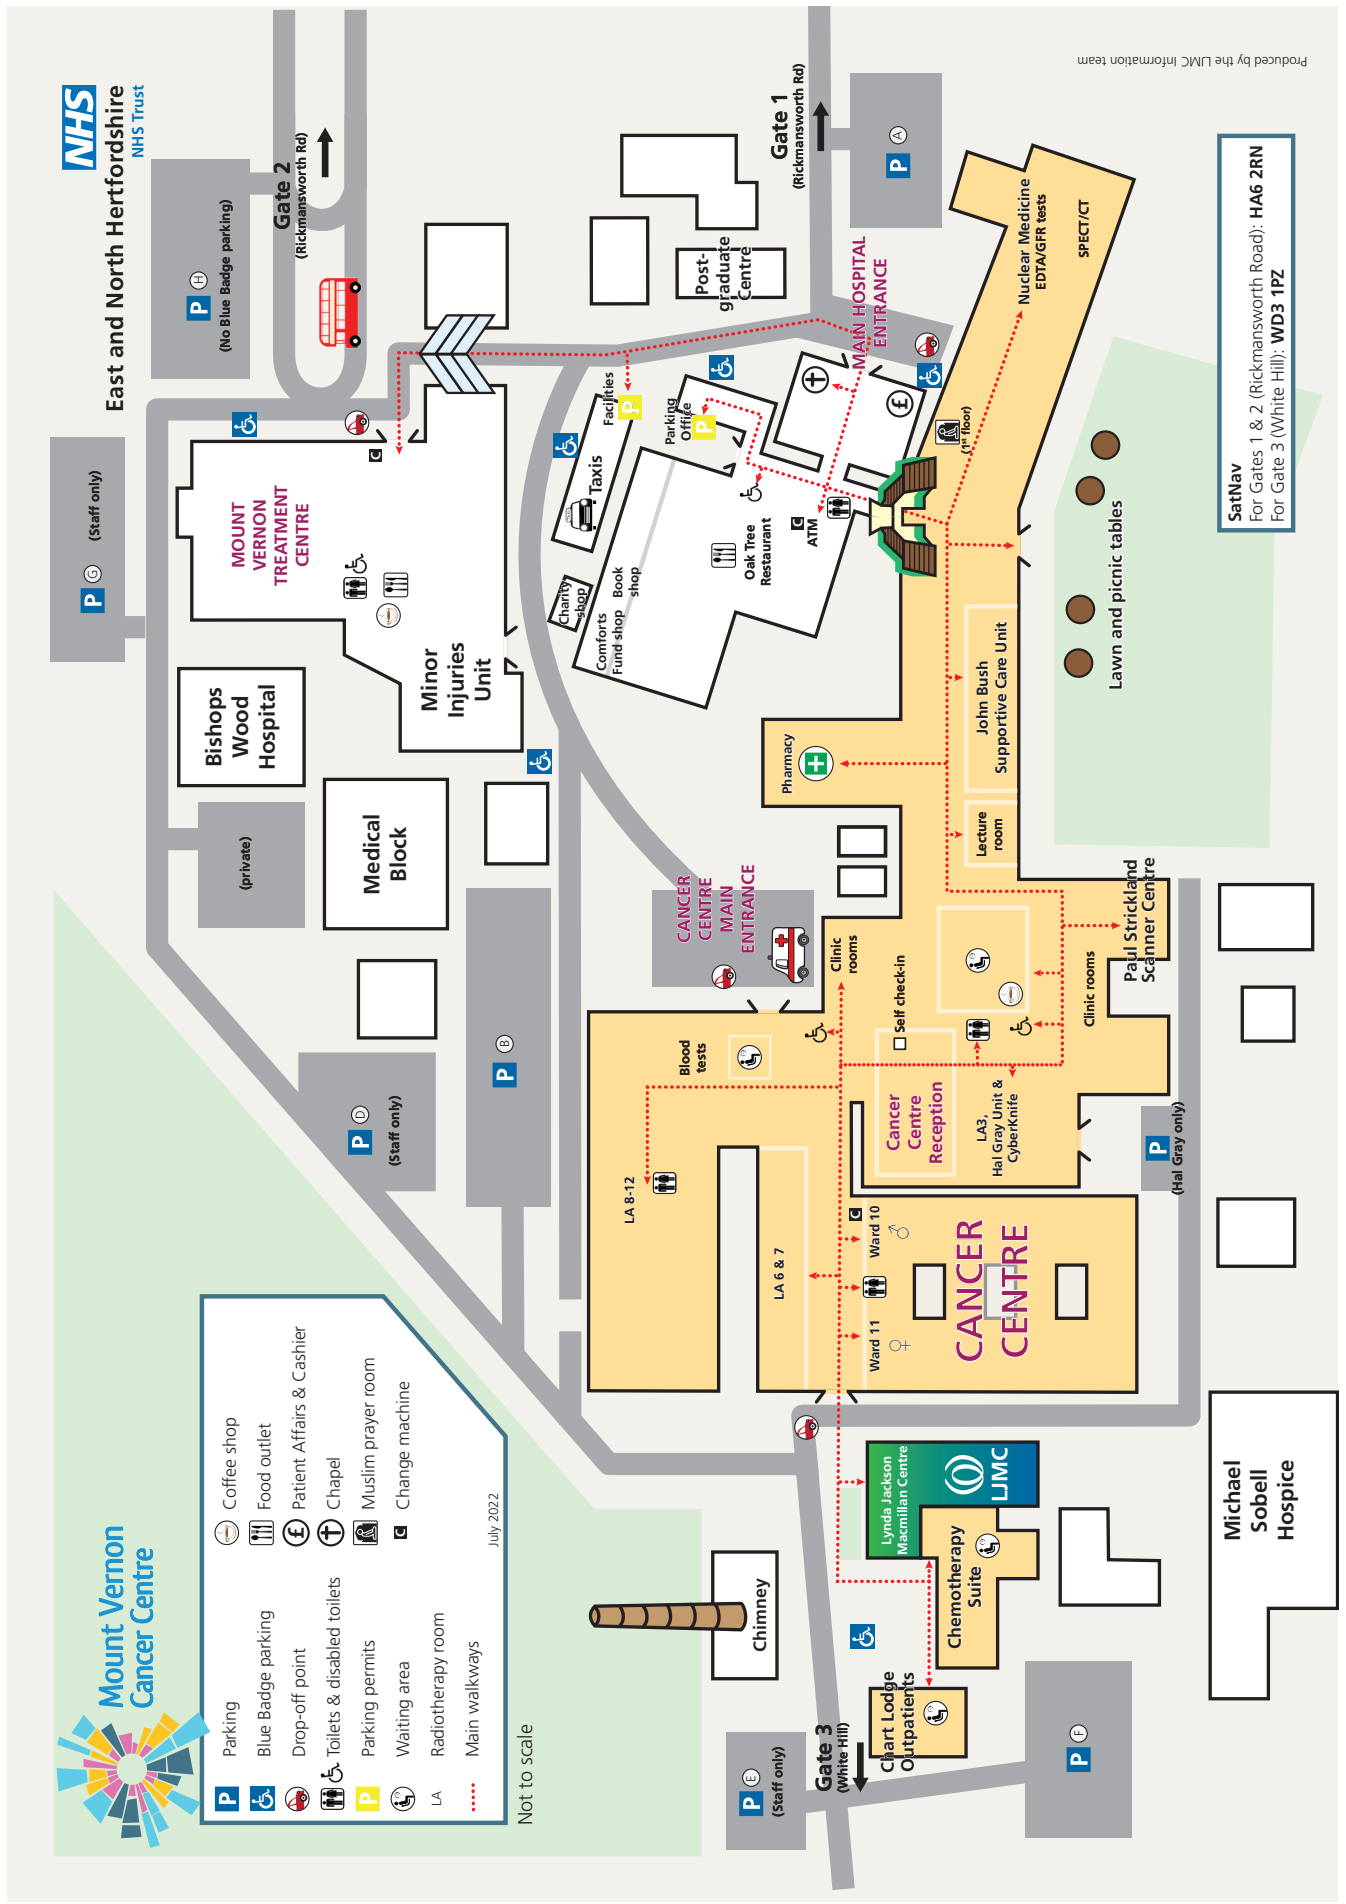 Mount Vernon
Cancer Centre
NHS
East and North Hertfordshire
NHS Trust
P Parking
Blue Badge parking
Drop-off point
Toilets & disabled toilets
P Parking permits
Waiting area
LA Radiotherapy room
Main walkways
Coffee shop
Food outlet
£ Patient Affairs & Cashier
Chapel
Muslim prayer room
C Change machine
July 2022
Not to scale
P G
(Staff only)
P H
(No Blue Badge parking)
Gate 2
(Rickmansworth Rd)
MOUNT
VERNON
TREATMENT
CENTRE
C
Minor
Injuries
Unit
Bishops
Wood
Hospital
(private)
Medical
Block
P D
(Staff only)
P B
Facilities
P
Parking
Office
P
Taxis
Charity
shop
Comforts
Fund shop
Book
shop
Oak Tree
Restaurant
C
ATM
£
Post-
graduate
Centre
Gate 1
(Rickmansworth Rd)
P A
MAIN HOSPITAL
ENTRANCE
(1st floor)
Nuclear Medicine
EDTA/GFR tests
SPECT/CT
Pharmacy
John Bush
Supportive Care Unit
Lecture
room
Lawn and picnic tables
CANCER
CENTRE
MAIN
ENTRANCE
Clinic
rooms
Self check-in
Clinic rooms
Paul Strickland
Scanner Centre
Blood
tests
Cancer
Centre
Reception
LA3,
Hal Gray Unit &
CyberKnife
P
(Hal Gray only)
LA 8-12
LA 6 & 7
C
Ward 10
Ward 11
CANCER
CENTRE
Lynda Jackson
Macmillan Centre
LJMC
Chemotherapy
Suite
Chimney
Chart Lodge
Outpatients
Gate 3
(White Hill)
P E
(Staff only)
P F
Michael
Sobell
Hospice
SatNav
For Gates 1 & 2 (Rickmansworth Road): HA6 2RN
For Gate 3 (White Hill): WD3 1PZ
Produced by the LJMC Information team